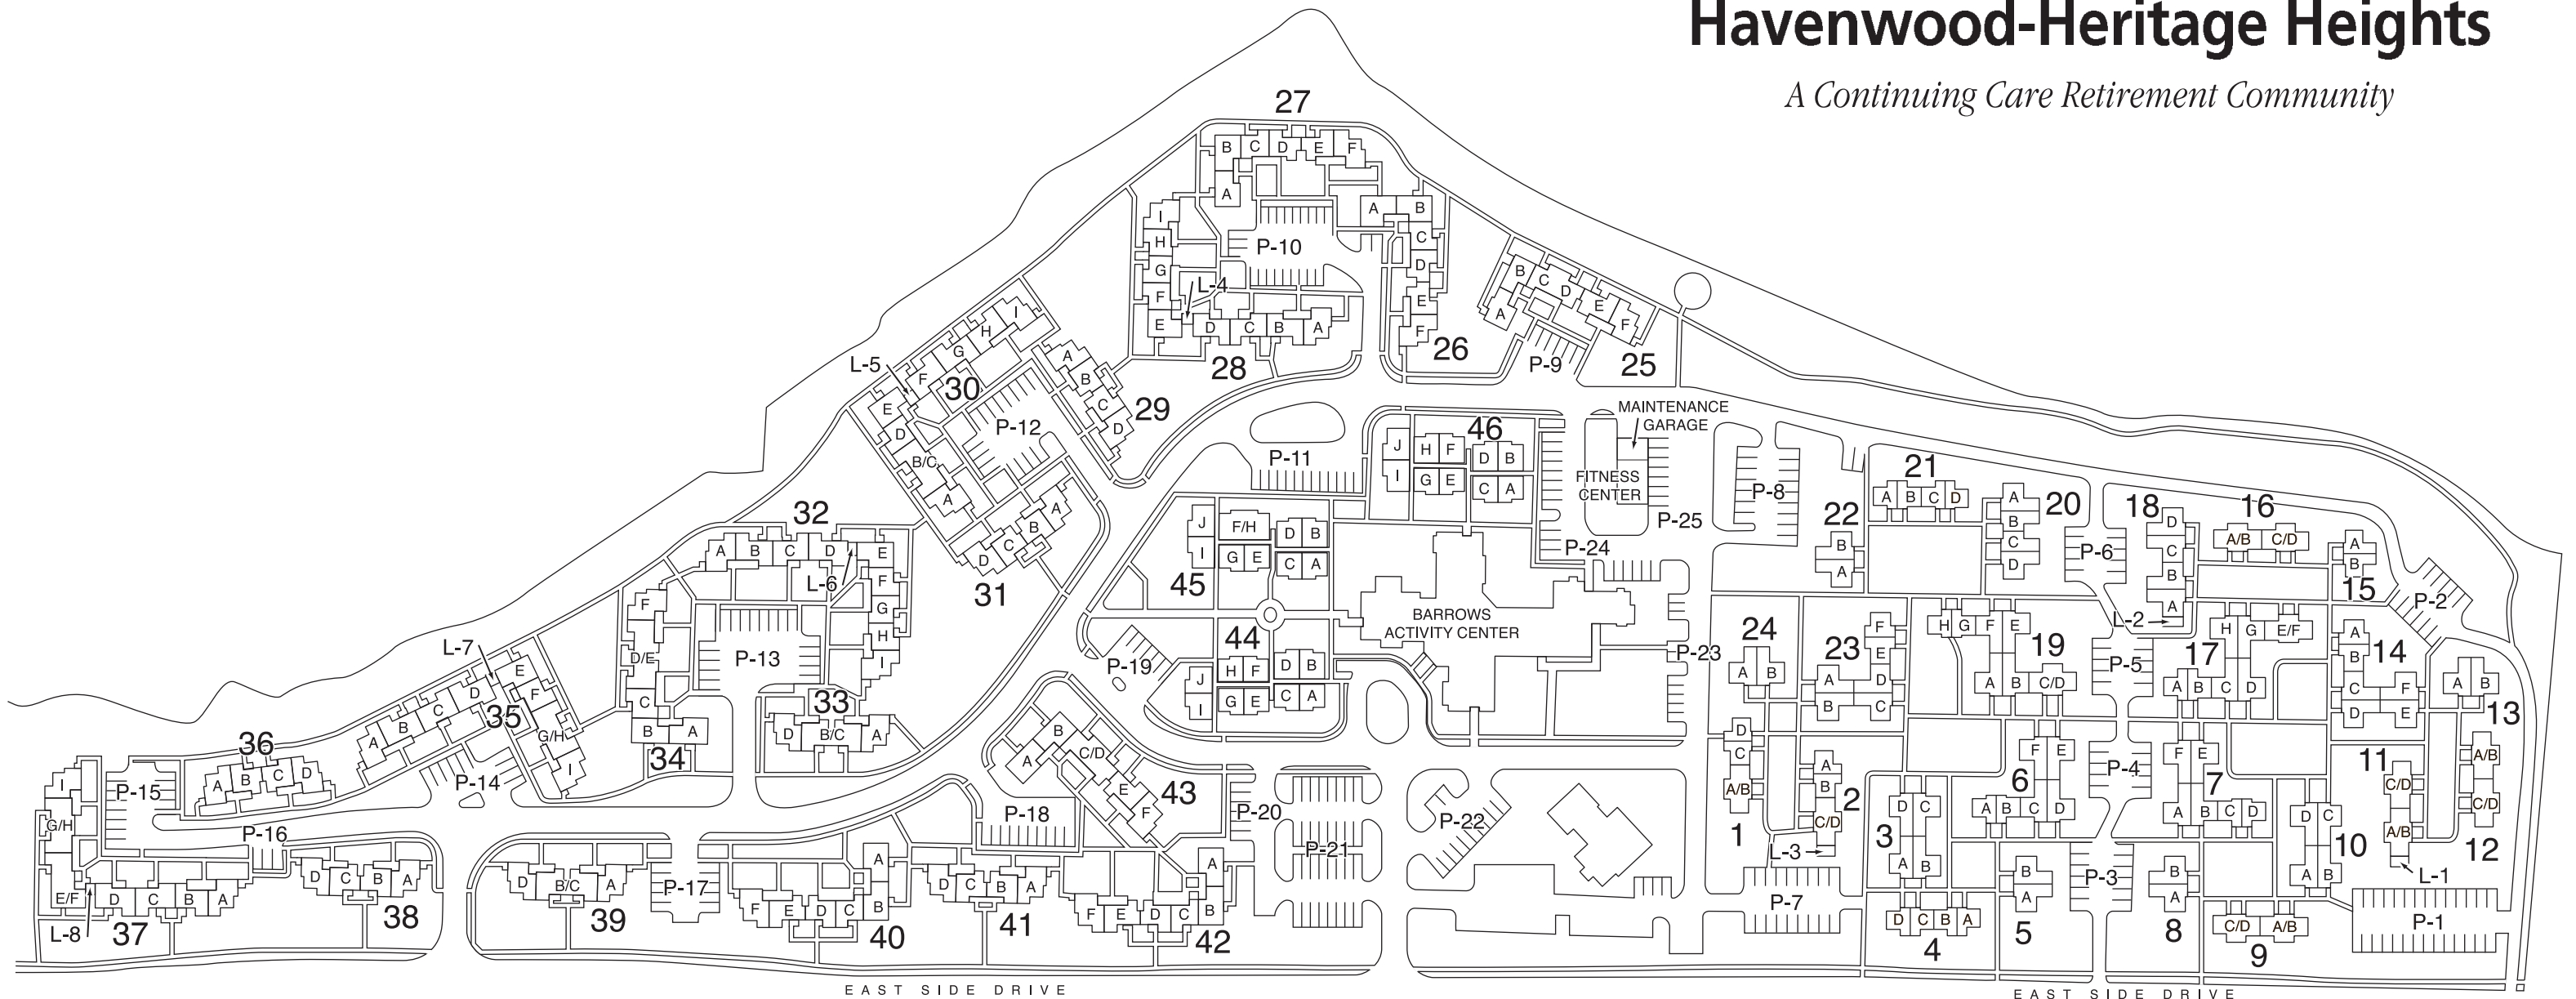 Havenwood-Heritage Heights
A Continuing Care Retirement Community
27
B C D E F
A
A B
C
D
E
F
26
I
H
G
F
E
D C B A
L-4
P-10
28
B C D E F
A
P-9
25
L-5
I
H
G
F
E
D
B/C
A
30
P-12
A
B
C
D
29
A
B
C
D
31
32
A B C D E
F
G
H
I
L-6
P-13
33
D B/C A
F
D/E
C
B A
34
L-7
A B C D E
F
G/H
I
35
P-14
36
A B C D
P-15
P-16
I
G/H
E/F
D C B A
L-8
37
D C B A
38
D B/C A
39
P-17
A
F E D C B
40
D C B A
41
A
F E D C B
42
A
B
C/D
E
F
43
P-18
P-20
P-21
P-22
P-11
46
J H F D B
I G E C A
45
J F/H D B
I G E C A
44
J H F D B
I G E C A
P-19
MAINTENANCE
GARAGE
FITNESS
CENTER
P-25
P-24
P-23
BARROWS
ACTIVITY CENTER
P-8
21
A B C D
22
B
A
20
A
B
C
D
P-6
18
D
C
B
A
L-2
16
A/B C/D
15
A
B
P-2
24
A B
23
F
E
A D
B C
19
H G F E
A B C/D
P-5
17
H G E/F
A B C D
14
A
B
C F
D E
13
A B
D
C
A/B
1
A
B
C/D
2
L-3
P-7
3
D C
A B
4
D C B A
6
F E
A B C D
P-4
7
F E
A B C D
5
B
A
P-3
8
B
A
9
C/D A/B
10
D C
A B
11
C/D
A/B
L-1
12
A/B
C/D
P-1
EAST SIDE DRIVE
EAST SIDE DRIVE